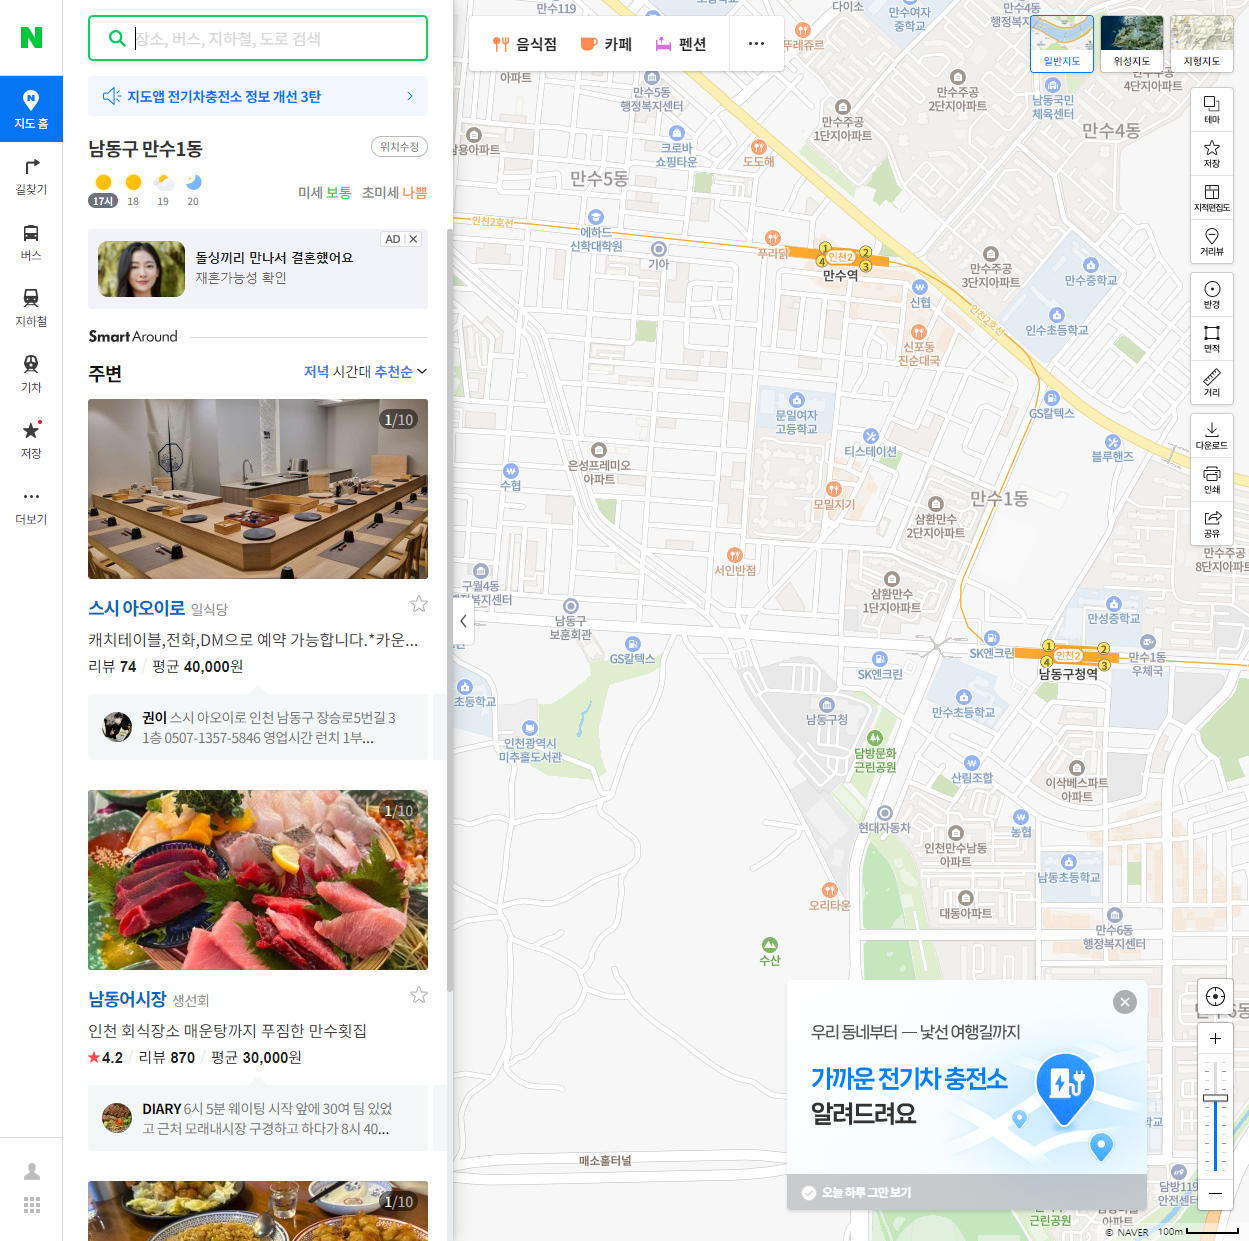 장소, 버스, 지하철, 도로 검색
지도 홈
길찾기
버스
지하철
기차
저장
더보기
지도앱 전기차충전소 정보 개선 3탄
남동구 만수1동
위치수정
17시 18 19 20
미세 보통 초미세 나쁨
AD
돌싱끼리 만나서 결혼했어요
재혼가능성 확인
Smart Around
주변
저녁 시간대 추천순
1/10
스시 아오이로 일식당
캐치테이블,전화,DM으로 예약 가능합니다.*카운...
리뷰 74 / 평균 40,000원
권이 스시 아오이로 인천 남동구 장승로5번길 3
1층 0507-1357-5846 영업시간 런치 1부...
1/10
남동어시장 생선회
인천 회식장소 매운탕까지 푸짐한 만수횟집
★4.2 / 리뷰 870 / 평균 30,000원
DIARY 6시 5분 웨이팅 시작 앞에 30여 팀 있었
고 근처 모래내시장 구경하고 하다가 8시 40...
1/10
음식점
카페
펜션
일반지도
위성지도
지형지도
테마
저장
지적편집도
거리뷰
반경
면적
거리
다운로드
인쇄
공유
만수119
다이소
만수여자
중학교
만수4동
뚜레쥬르
아파트
만수5동
행정복지센터
만수주공
1단지아파트
만수주공
2단지아파트
남동국민
체육센터
4단지아파트
만수4동
크로바
쇼핑타운
도도해
만수5동
인천2호선
에하드
신학대학원
기아
푸라닭
1
2
3
4
인천2
만수역
신협
만수주공
3단지아파트
만수중학교
인수초등학교
인천2호선
신포동
진순대국
GS칼텍스
문일여자
고등학교
티스테이션
블루핸즈
은성프레미오
아파트
수협
모밀지기
만수1동
삼환만수
2단지아파트
서인반점
만수주공
8단지아파트
구월4동
남동구
보훈회관
삼환만수
1단지아파트
만성중학교
GS칼텍스
SK엔크린
SK엔크린
1
2
3
4
인천2
남동구청역
만수1동
우체국
초등학교
남동구청
만수초등학교
인천광역시
미추홀도서관
담방문화
근린공원
산림조합
이삭베스파트
아파트
현대자동차
농협
인천만수남동
아파트
남동초등학교
오리타운
대동아파트
만수6동
행정복지센터
수산
매소홀터널
담방119
안전센터
근린공원
아파트
우리 동네부터 — 낯선 여행길까지
가까운 전기차 충전소
알려드려요
오늘 하루 그만 보기
© NAVER 100m